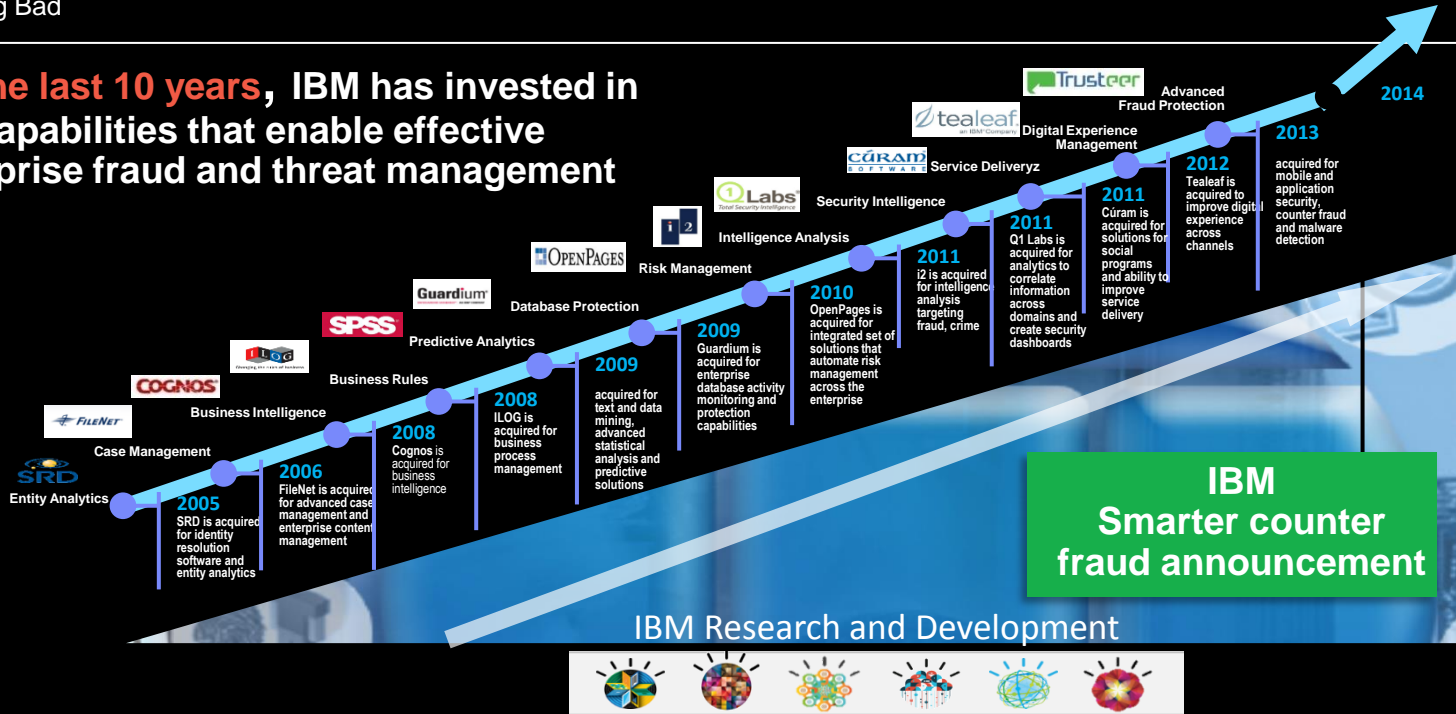 g Bad
he last 10 years, IBM has invested in
apabilities that enable effective
prise fraud and threat management
SRD
Entity Analytics
2005
SRD is acquired
for identity
resolution
software and
entity analytics
FILENET
Case Management
2006
FileNet is acquired
for advanced case
management and
enterprise content
management
COGNOS
Business Intelligence
2008
Cognos is
acquired for
business
intelligence
ILOG
Business Rules
2008
ILOG is
acquired for
business
process
management
SPSS
Predictive Analytics
2009
acquired for
text and data
mining,
advanced
statistical
analysis and
predictive
solutions
Guardium
Database Protection
2009
Guardium is
acquired for
enterprise
database activity
monitoring and
protection
capabilities
OPENPAGES
Risk Management
2010
OpenPages is
acquired for
integrated set of
solutions that
automate risk
management
across the
enterprise
i2
Intelligence Analysis
2011
i2 is acquired
for intelligence
analysis
targeting
fraud, crime
Q1 Labs
Total Security Intelligence
Security Intelligence
2011
Q1 Labs is
acquired for
analytics to
correlate
information
across
domains and
create security
dashboards
CÚRAM
SOFTWARE
Service Deliveryz
2011
Cúram is
acquired for
solutions for
social
programs
and ability to
improve
service
delivery
tealeaf
an IBM Company
Digital Experience
Management
2012
Tealeaf is
acquired to
improve digital
experience
across
channels
Trusteer
Advanced
Fraud Protection
2013
acquired for
mobile and
application
security,
counter fraud
and malware
detection
2014
IBM
Smarter counter
fraud announcement
IBM Research and Development